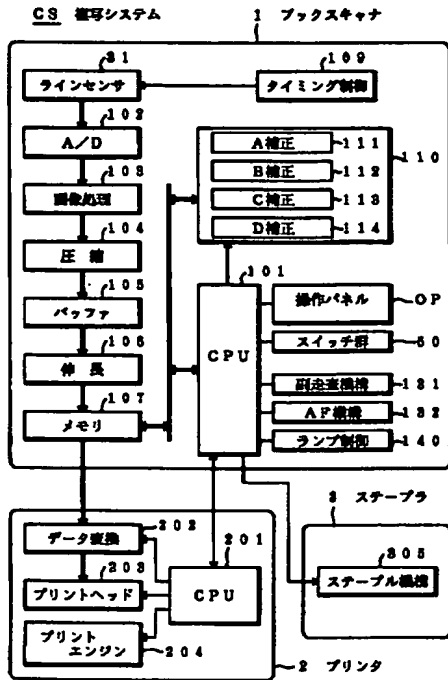 CS 複写システム
1 ブックスキャナ
31
ラインセンサ
109
タイミング制御
102
A/D
103
画像処理
104
圧縮
105
バッファ
106
伸長
107
メモリ
A補正 111
B補正 112
C補正 113
D補正 114
110
101
CPU
操作パネル OP
スイッチ群 50
副走査機構 131
AF機構 132
ランプ制御 140
202
データ変換
203
プリントヘッド
プリント
エンジン
204
201
CPU
2 プリンタ
3 ステープラ
305
ステープル機構